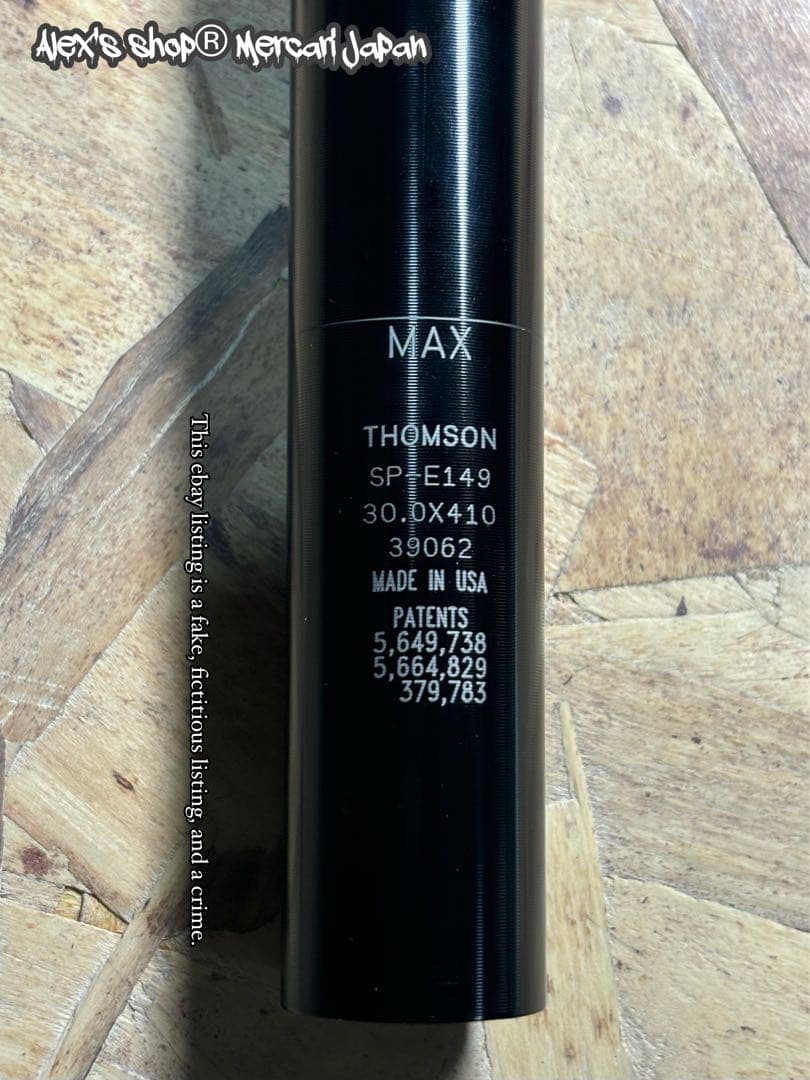 Alex's Shop® Mercari Japan
MAX
THOMSON
SP-E149
30.0X410
39062
MADE IN USA
PATENTS
5,649,738
5,664,829
379,783
This ebay listing is a fake, fictitious listing, and a crime.